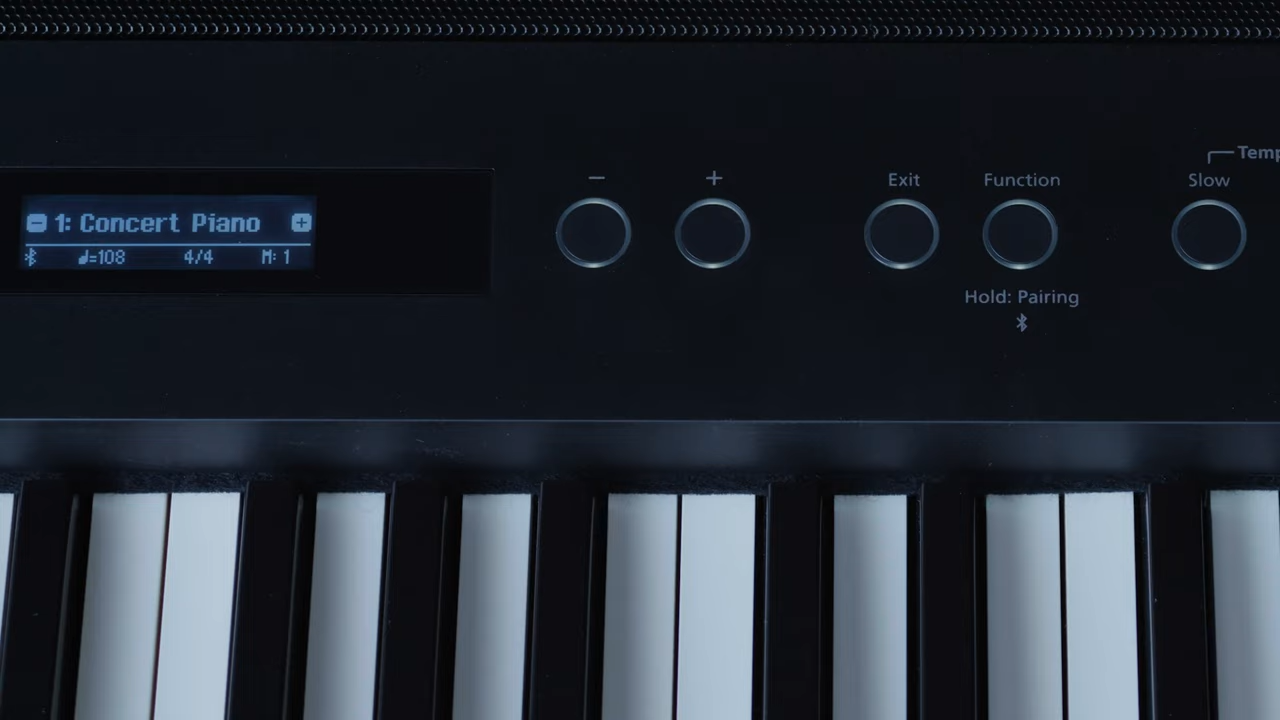 1: Concert Piano
♩=108 4/4 M: 1
− +
Exit
Function
Hold: Pairing
Slow